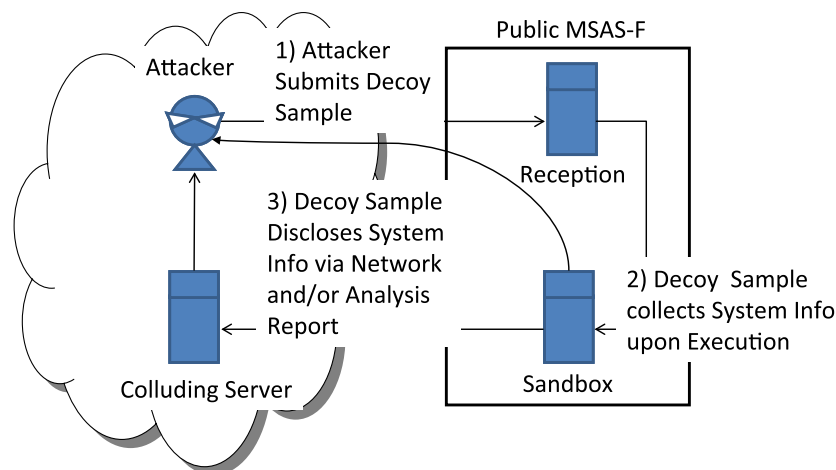 Public MSAS-F
Attacker
1) Attacker
Submits Decoy
Sample
Reception
3) Decoy Sample
Discloses System
Info via Network
and/or Analysis
Report
2) Decoy Sample
collects System Info
upon Execution
Colluding Server
Sandbox